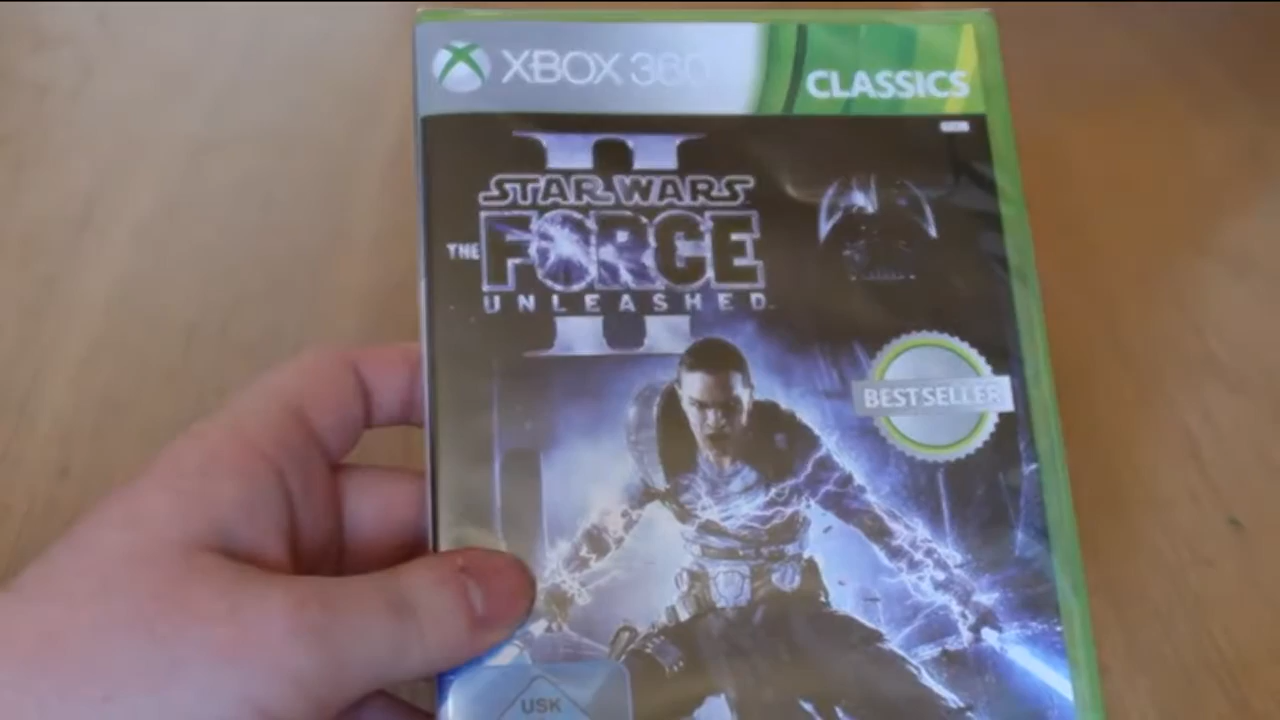 XBOX 360
CLASSICS
II
STAR WARS
THE FORCE
UNLEASHED
BESTSELLER
USK